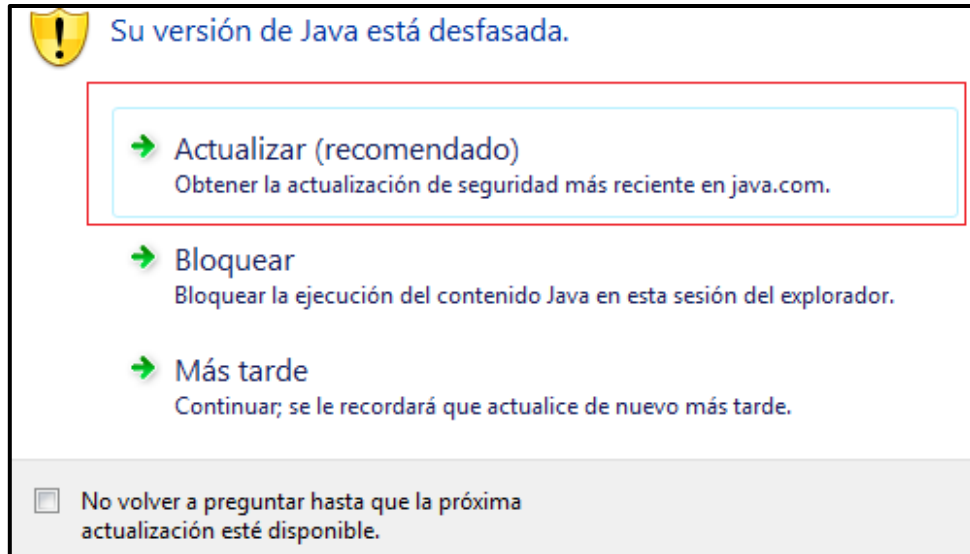 Su versión de Java está desfasada.
Actualizar (recomendado)
Obtener la actualización de seguridad más reciente en java.com.
Bloquear
Bloquear la ejecución del contenido Java en esta sesión del explorador.
Más tarde
Continuar; se le recordará que actualice de nuevo más tarde.
No volver a preguntar hasta que la próxima
actualización esté disponible.